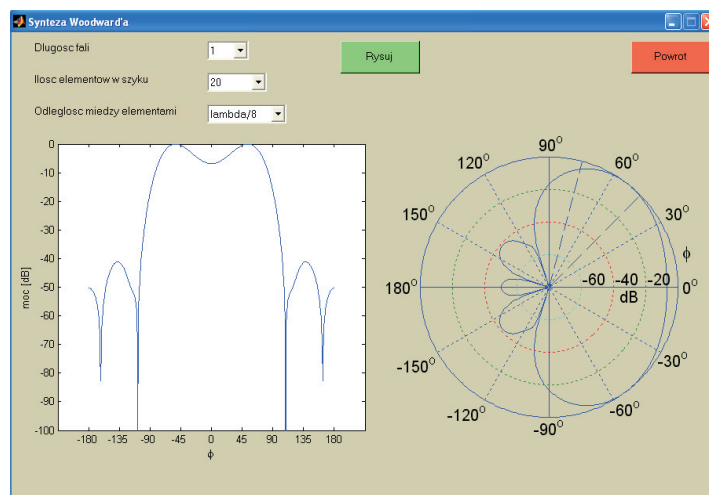 Synteza Woodward'a
Dlugosc fali
1
Rysuj
Powrot
Ilosc elementow w szyku
20
Odleglosc miedzy elementami
lambda/8
0
-10
-20
-30
-40
-50
-60
-70
-80
-90
-100
moc [dB]
-180 -135 -90 -45 0 45 90 135 180
ϕ
90°
120° 60°
150° 30°
ϕ
180° -60 -40 -20 0°
dB
-150° -30°
-120° -60°
-90°